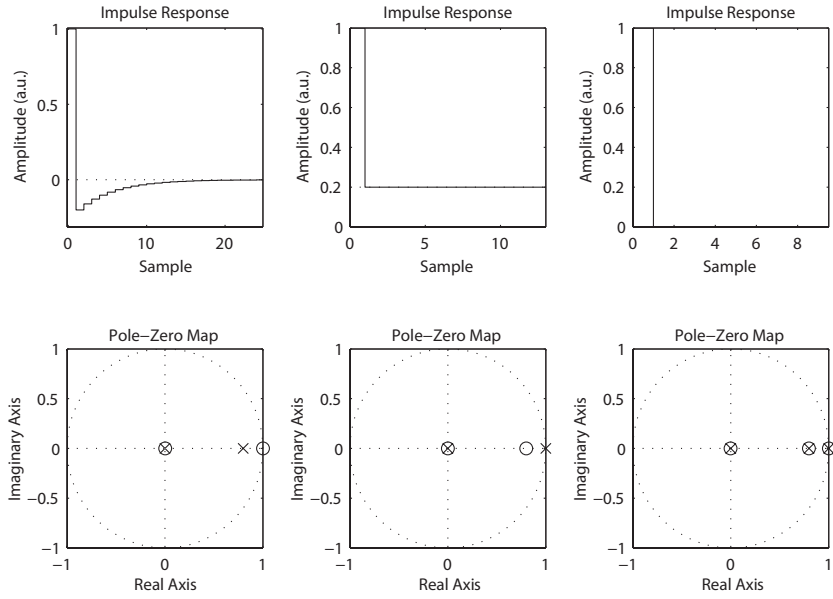 Impulse Response
Amplitude (a.u.)
1
0.5
0
0
10
20
Sample
Impulse Response
Amplitude (a.u.)
1
0.8
0.6
0.4
0.2
0
0
5
10
Sample
Impulse Response
Amplitude (a.u.)
1
0.8
0.6
0.4
0.2
0
0
2
4
6
8
Sample
Pole−Zero Map
Imaginary Axis
1
0.5
0
−0.5
−1
−1
0
1
Real Axis
Pole−Zero Map
Imaginary Axis
1
0.5
0
−0.5
−1
−1
0
1
Real Axis
Pole−Zero Map
Imaginary Axis
1
0.5
0
−0.5
−1
−1
0
1
Real Axis